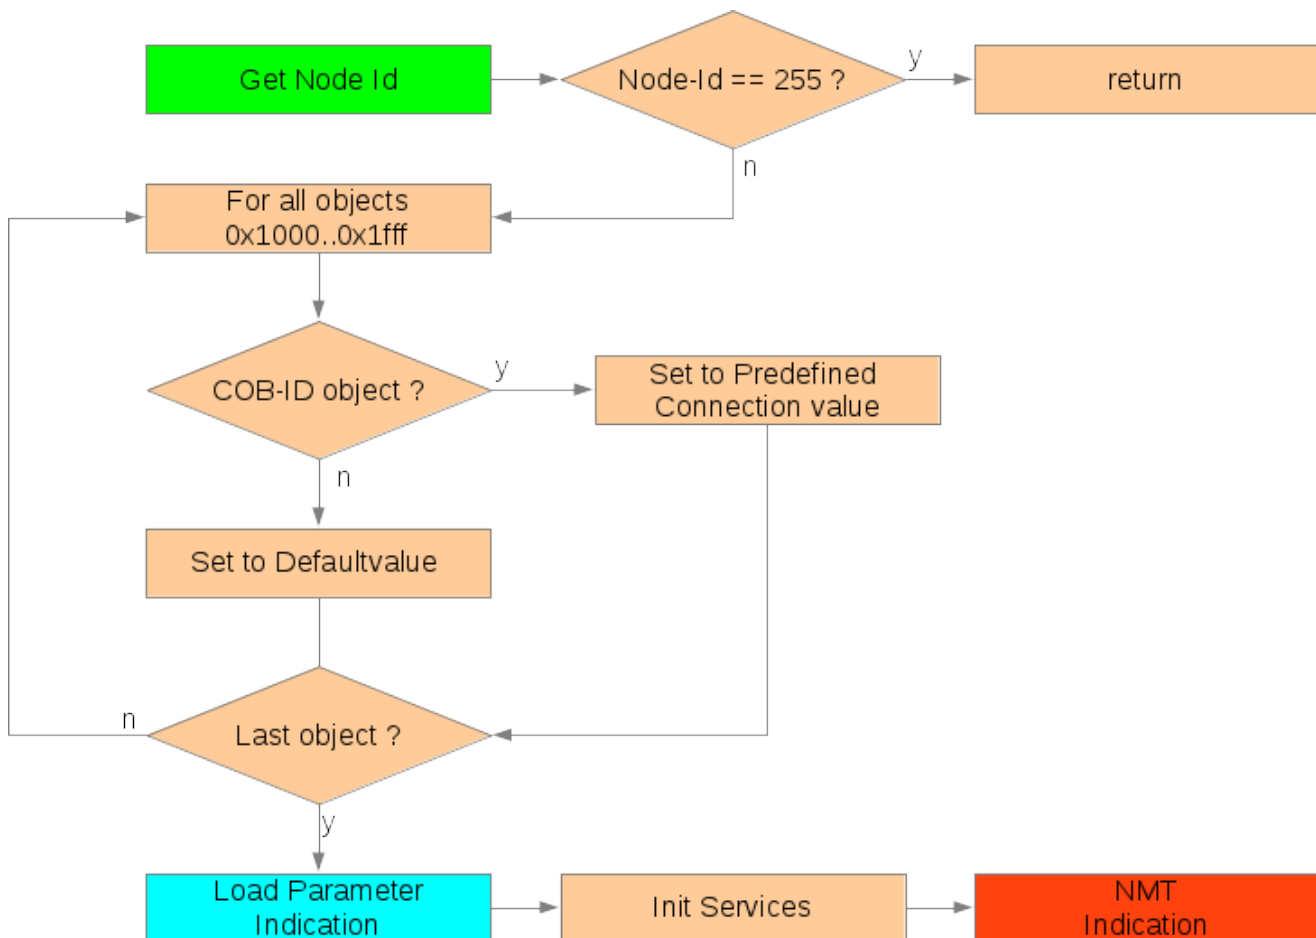 Get Node Id
Node-Id == 255 ?
y
return
n
For all objects
0x1000..0x1fff
COB-ID object ?
y
Set to Predefined
Connection value
n
Set to Defaultvalue
n
Last object ?
y
Load Parameter
Indication
Init Services
NMT
Indication